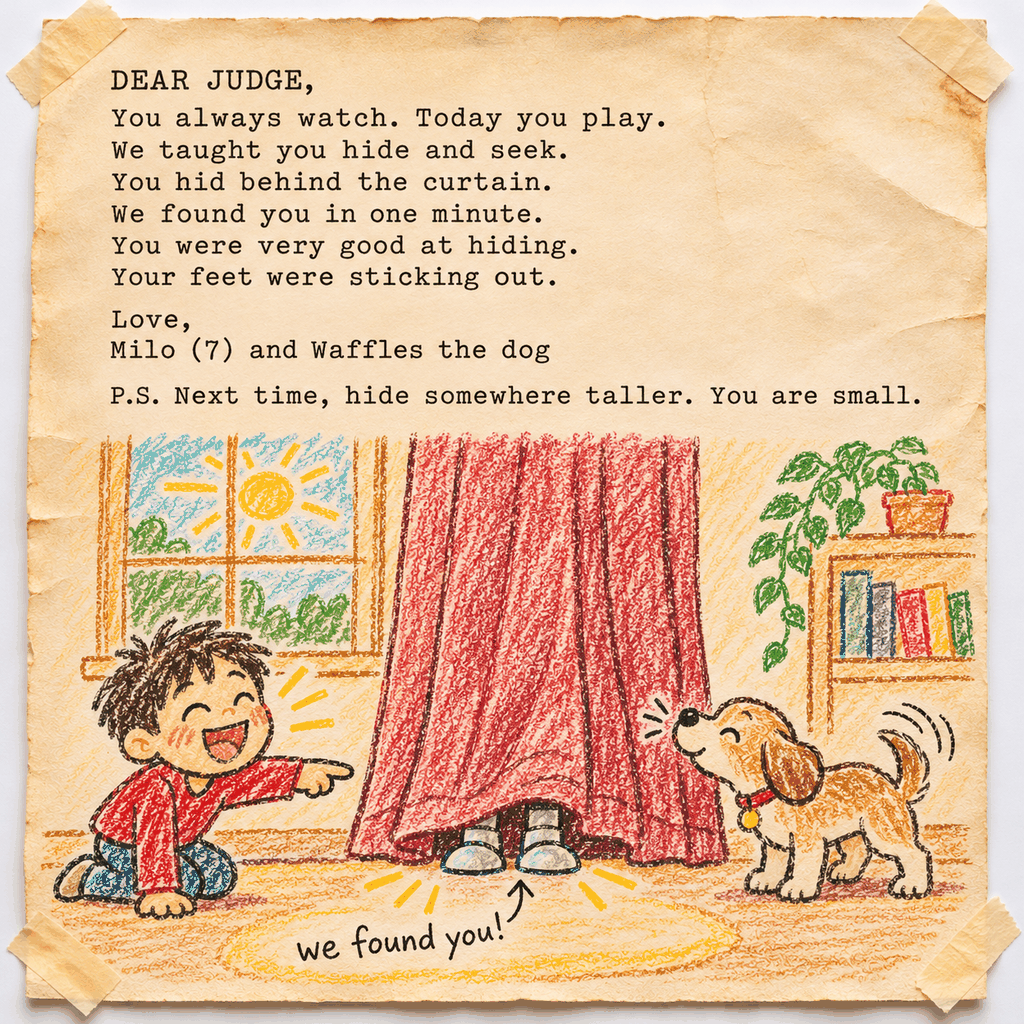 DEAR JUDGE,
You always watch. Today you play.
We taught you hide and seek.
You hid behind the curtain.
We found you in one minute.
You were very good at hiding.
Your feet were sticking out.
Love,
Milo (7) and Waffles the dog
P.S. Next time, hide somewhere taller. You are small.
we found you!